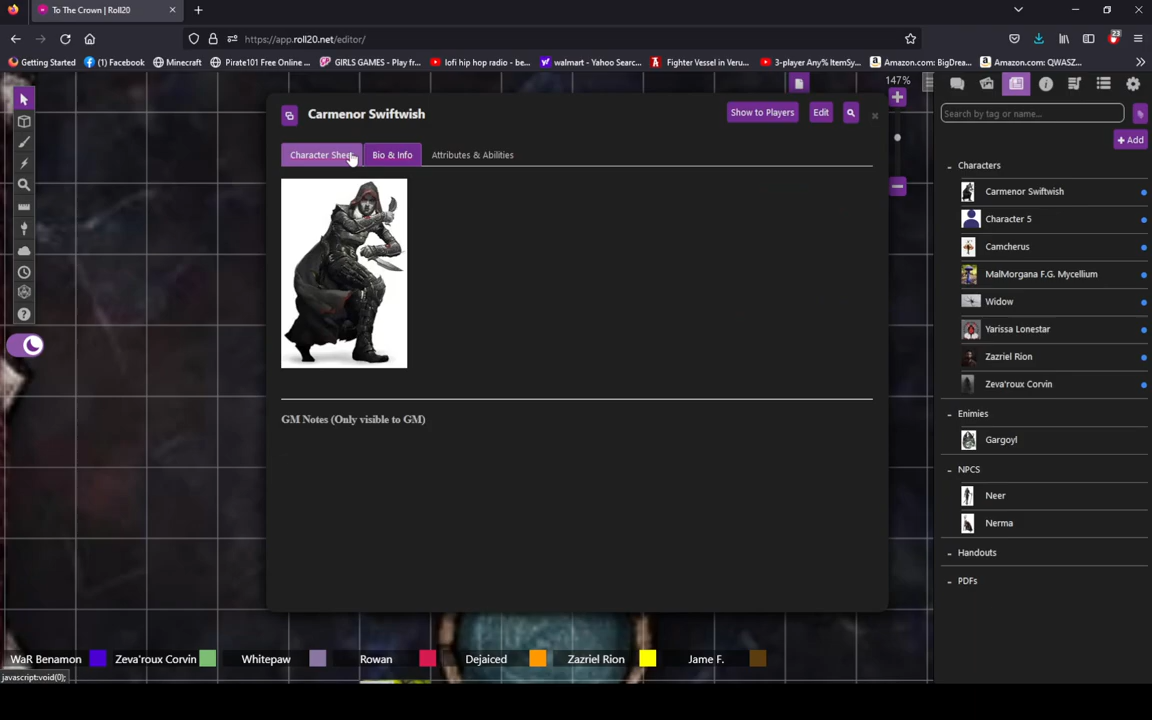 To The Crown | Roll20
https://app.roll20.net/editor/
23
Getting Started
(1) Facebook
Minecraft
Pirate101 Free Online ...
GIRLS GAMES - Play fr...
lofi hip hop radio - be...
walmart - Yahoo Searc...
Fighter Vessel in Veru...
3-player Any% ItemSy...
Amazon.com: BigDrea...
Amazon.com: QWASZ...
147%
Carmenor Swiftwish
Show to Players
Edit
Character Sheet
Bio & Info
Attributes & Abilities
GM Notes (Only visible to GM)
Search by tag or name...
+ Add
Characters
Carmenor Swiftwish
Character 5
Camcherus
MalMorgana F.G. Mycellium
Widow
Yarissa Lonestar
Zazriel Rion
Zeva'roux Corvin
Enimies
Gargoyl
NPCS
Neer
Nerma
Handouts
PDFs
WaR Benamon
Zeva'roux Corvin
Whitepaw
Rowan
Dejaiced
Zazriel Rion
Jame F.
javascript:void(0);